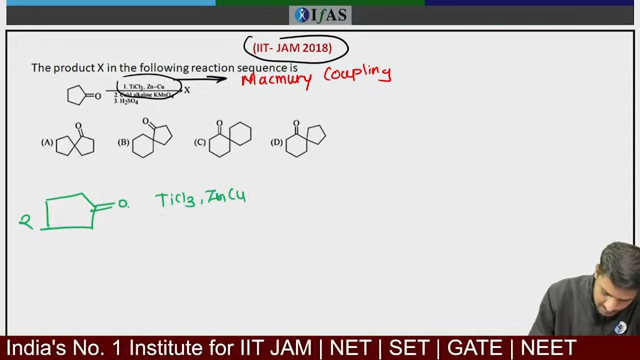 IFAS
(IIT- JAM 2018)
The product X in the following reaction sequence is
Macmury Coupling
1. TiCl3, Zn–Cu
2. Cold alkaline KMnO4
3. H2SO4
O
X
(A) O
(B) O
(C) O
(D) O
2 O. TiCl3, ZnCu
India's No. 1 Institute for IIT JAM | NET | SET | GATE | NEET